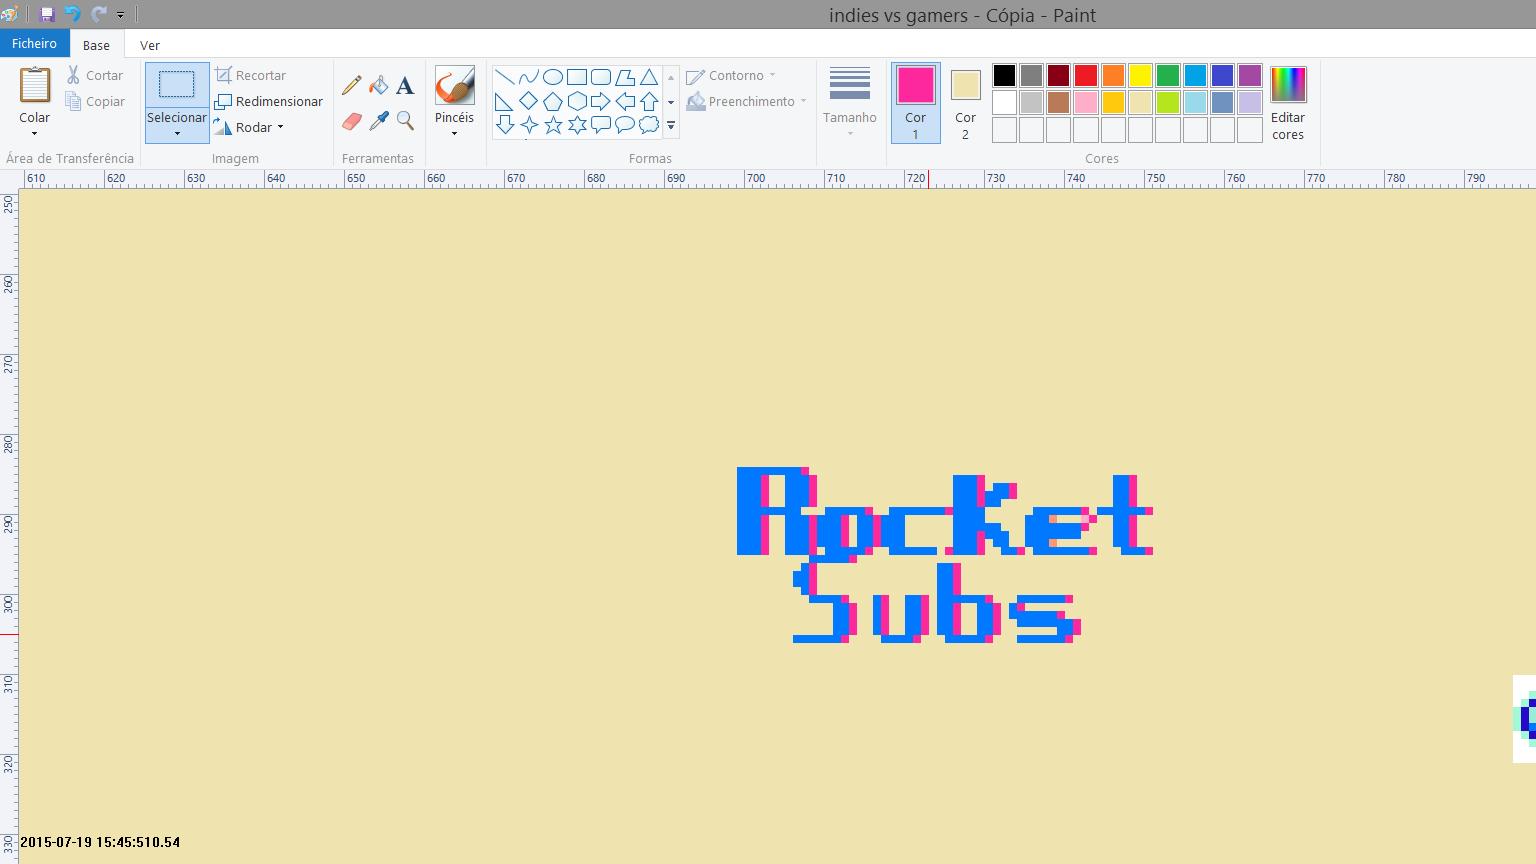 indies vs gamers - Cópia - Paint
Ficheiro Base Ver
Colar
Cortar
Copiar
Área de Transferência
Selecionar
Recortar
Redimensionar
Rodar
Imagem
A
Ferramentas
Pincéis
Contorno
Preenchimento
Formas
Tamanho
Cor 1
Cor 2
Editar cores
Cores
610 620 630 640 650 660 670 680 690 700 710 720 730 740 750 760 770 780 790
250
260
270
280
290
300
310
320
330
Rocket
Subs
2015-07-19 15:45:510.54